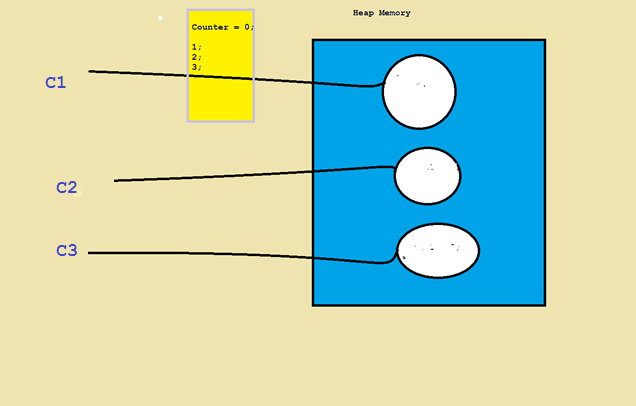 Heap Memory
Counter = 0;
1;
2;
3;
C1
C2
C3